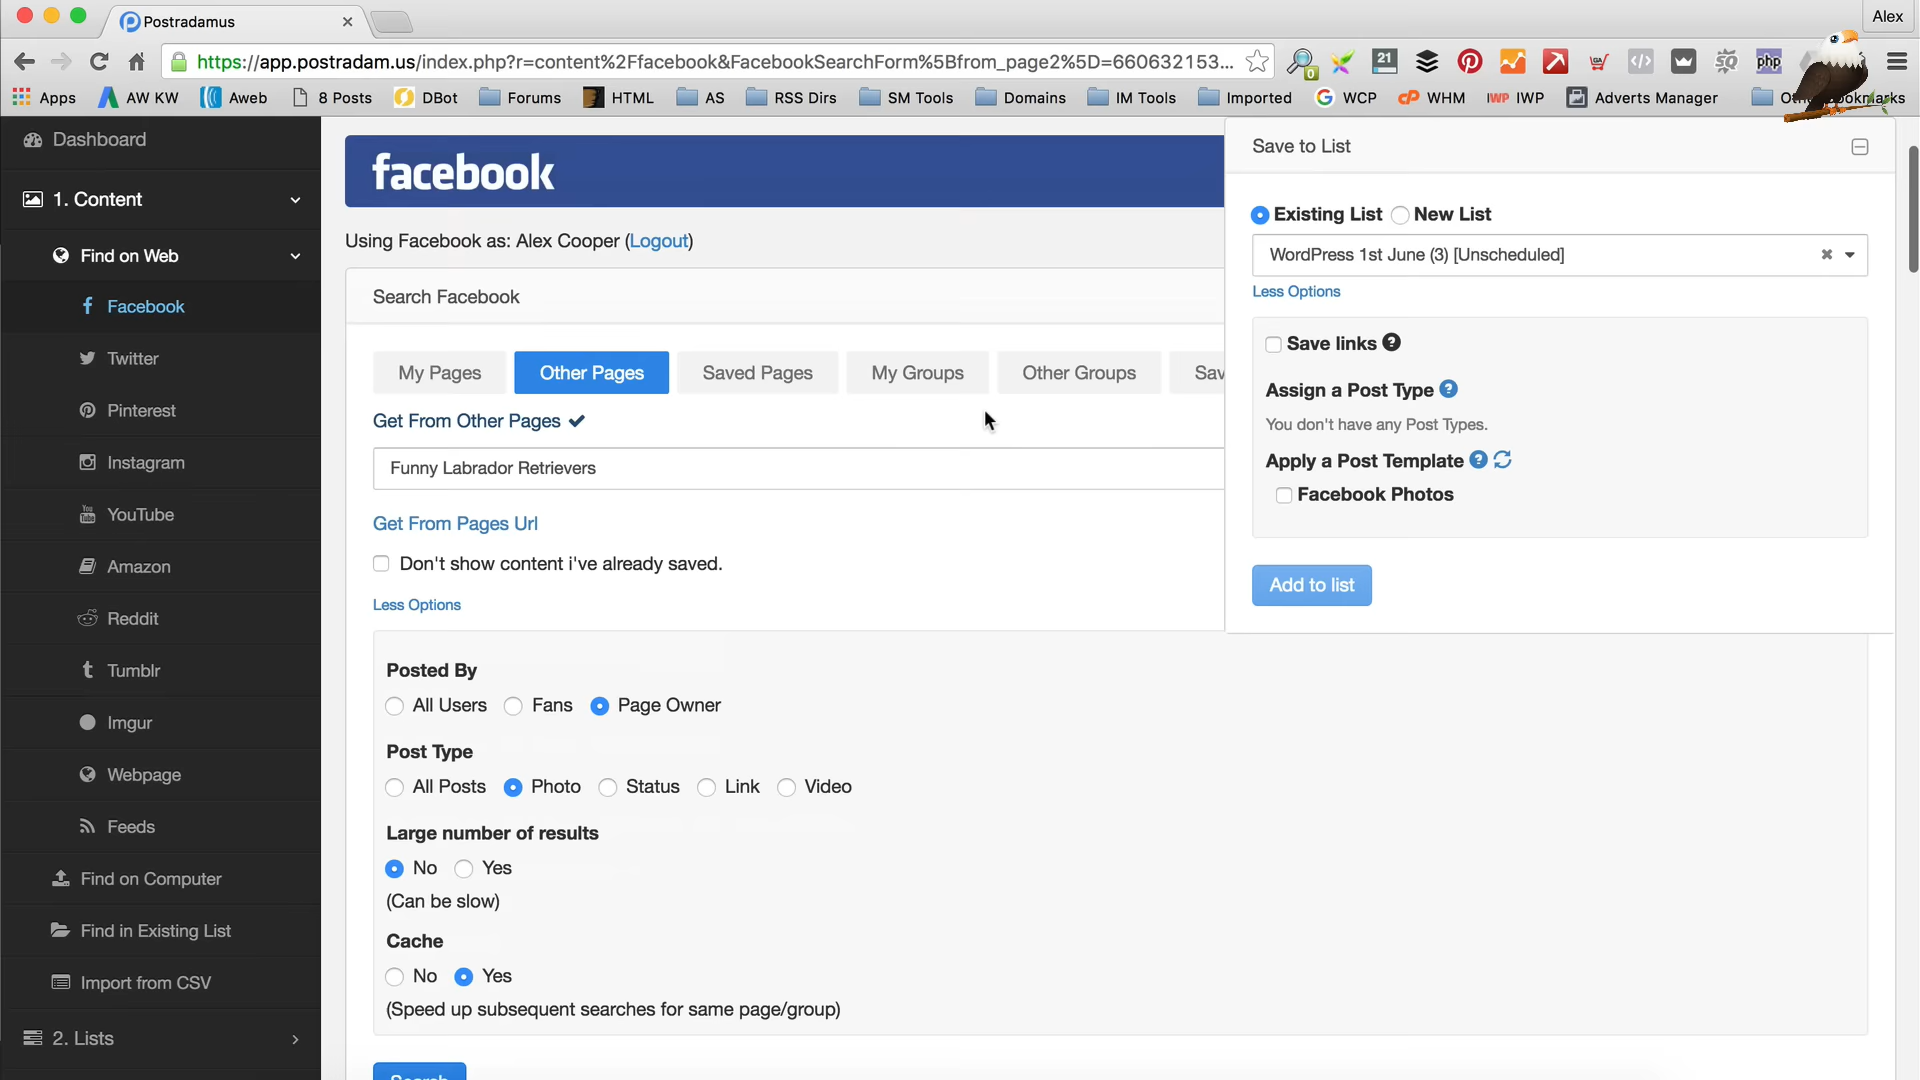 Postradamus
Alex
https://app.postradam.us/index.php?r=content%2Ffacebook&FacebookSearchForm%5Bfrom_page2%5D=660632153...
0
21
php
Apps
AW KW
Aweb
8 Posts
DBot
Forums
HTML
AS
RSS Dirs
SM Tools
Domains
IM Tools
Imported
WCP
WHM
IWP IWP
Adverts Manager
Dashboard
1. Content
Find on Web
Facebook
Twitter
Pinterest
Instagram
YouTube
Amazon
Reddit
Tumblr
Imgur
Webpage
Feeds
Find on Computer
Find in Existing List
Import from CSV
2. Lists
facebook
Using Facebook as: Alex Cooper (Logout)
Search Facebook
My Pages
Other Pages
Saved Pages
My Groups
Other Groups
Sav
Get From Other Pages
Funny Labrador Retrievers
Get From Pages Url
Don't show content i've already saved.
Less Options
Posted By
All Users
Fans
Page Owner
Post Type
All Posts
Photo
Status
Link
Video
Large number of results
No
Yes
(Can be slow)
Cache
No
Yes
(Speed up subsequent searches for same page/group)
Search
Save to List
Existing List
New List
WordPress 1st June (3) [Unscheduled]
Less Options
Save links
Assign a Post Type
You don't have any Post Types.
Apply a Post Template
Facebook Photos
Add to list